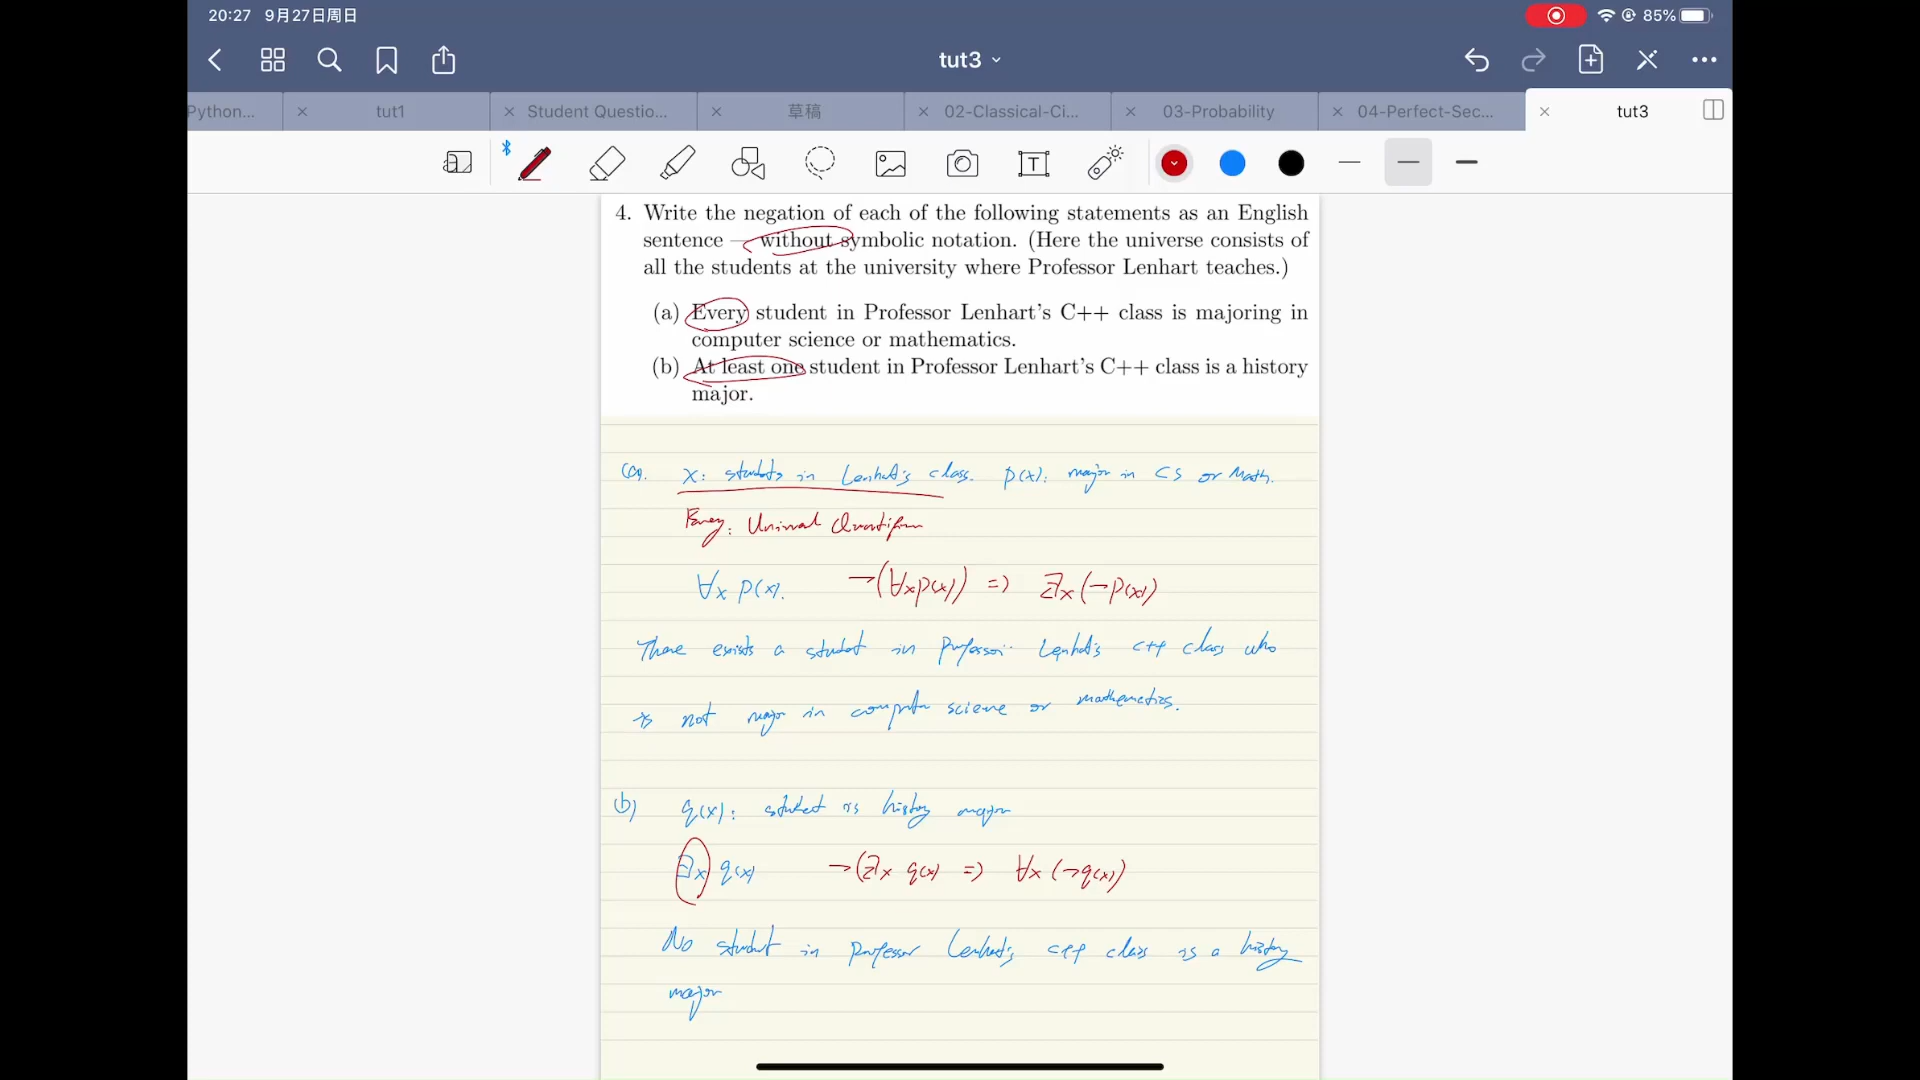 20:27 9月27日周日
85%
tut3
Python...
tut1
Student Questio...
草稿
02-Classical-Ci...
03-Probability
04-Perfect-Sec...
tut3
T
4. Write the negation of each of the following statements as an English
sentence — without symbolic notation. (Here the universe consists of
all the students at the university where Professor Lenhart teaches.)
(a) Every student in Professor Lenhart's C++ class is majoring in
computer science or mathematics.
(b) At least one student in Professor Lenhart's C++ class is a history
major.
(a). x: students in Lenhart's class. p(x): major in CS or Math.
Every: Universal Quantifier
∀x p(x). ¬(∀x p(x)) => ∃x (¬p(x))
There exists a student in Professor Lenhart's C++ class who
is not major in computer science or mathematics.
(b) q(x): student is history major
∃x q(x) ¬(∃x q(x) => ∀x (¬q(x))
No student in Professor Lenhart's C++ class is a history
major